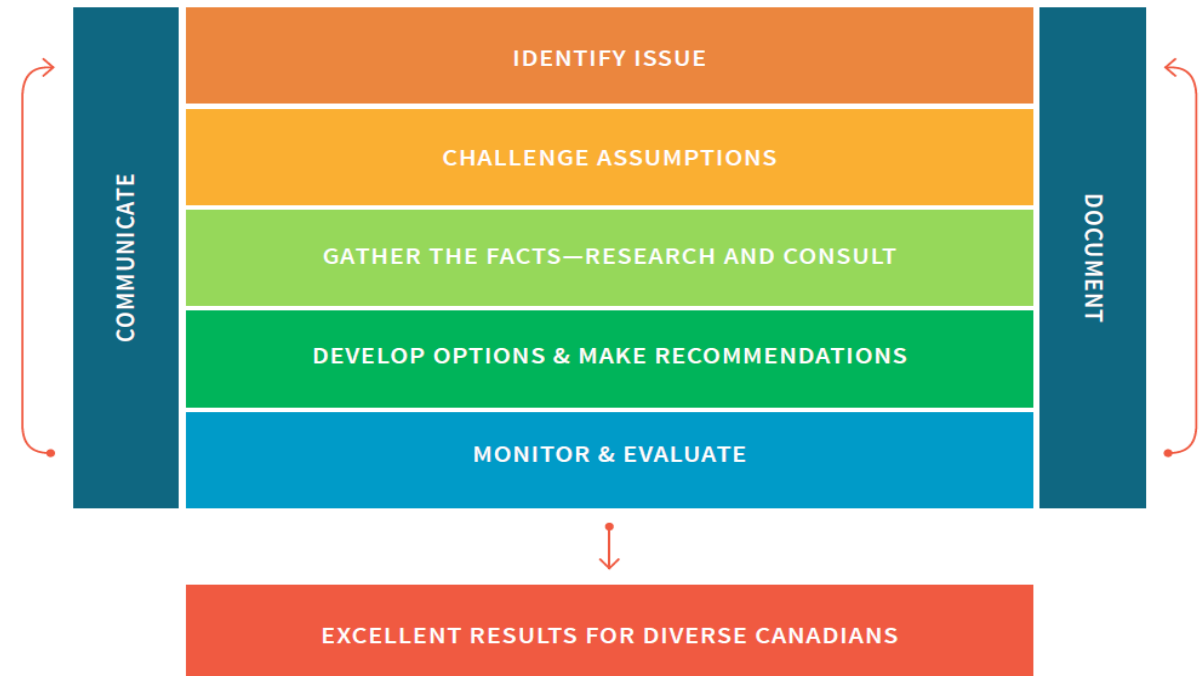 COMMUNICATE
IDENTIFY ISSUE
CHALLENGE ASSUMPTIONS
GATHER THE FACTS—RESEARCH AND CONSULT
DEVELOP OPTIONS & MAKE RECOMMENDATIONS
MONITOR & EVALUATE
DOCUMENT
EXCELLENT RESULTS FOR DIVERSE CANADIANS